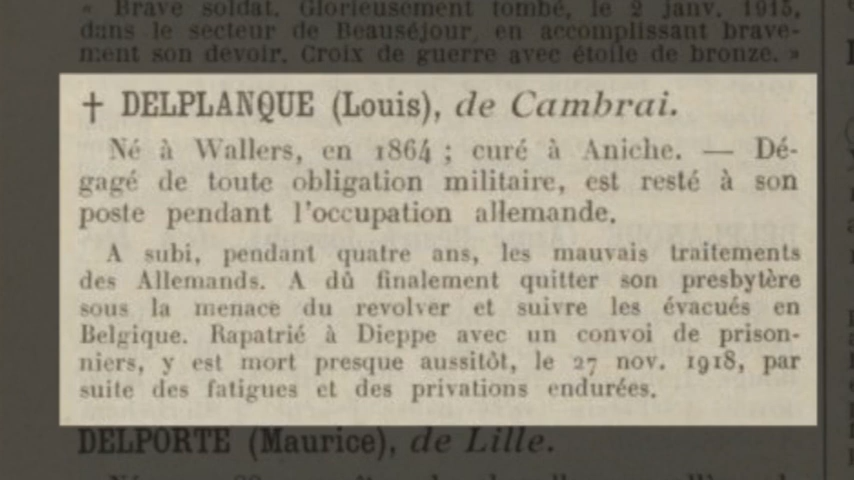 « Brave soldat. Glorieusement tombé, le 2 janv. 1915,
dans le secteur de Beauséjour, en accomplissant brave-
ment son devoir. Croix de guerre avec étoile de bronze. »
† DELPLANQUE (Louis), de Cambrai.
Né à Wallers, en 1864 ; curé à Aniche. — Dé-
gagé de toute obligation militaire, est resté à son
poste pendant l'occupation allemande.
A subi, pendant quatre ans, les mauvais traitements
des Allemands. A dû finalement quitter son presbytère
sous la menace du revolver et suivre les évacués en
Belgique. Rapatrié à Dieppe avec un convoi de prison-
niers, y est mort presque aussitôt, le 27 nov. 1918, par
suite des fatigues et des privations endurées.
DELPORTE (Maurice), de Lille.